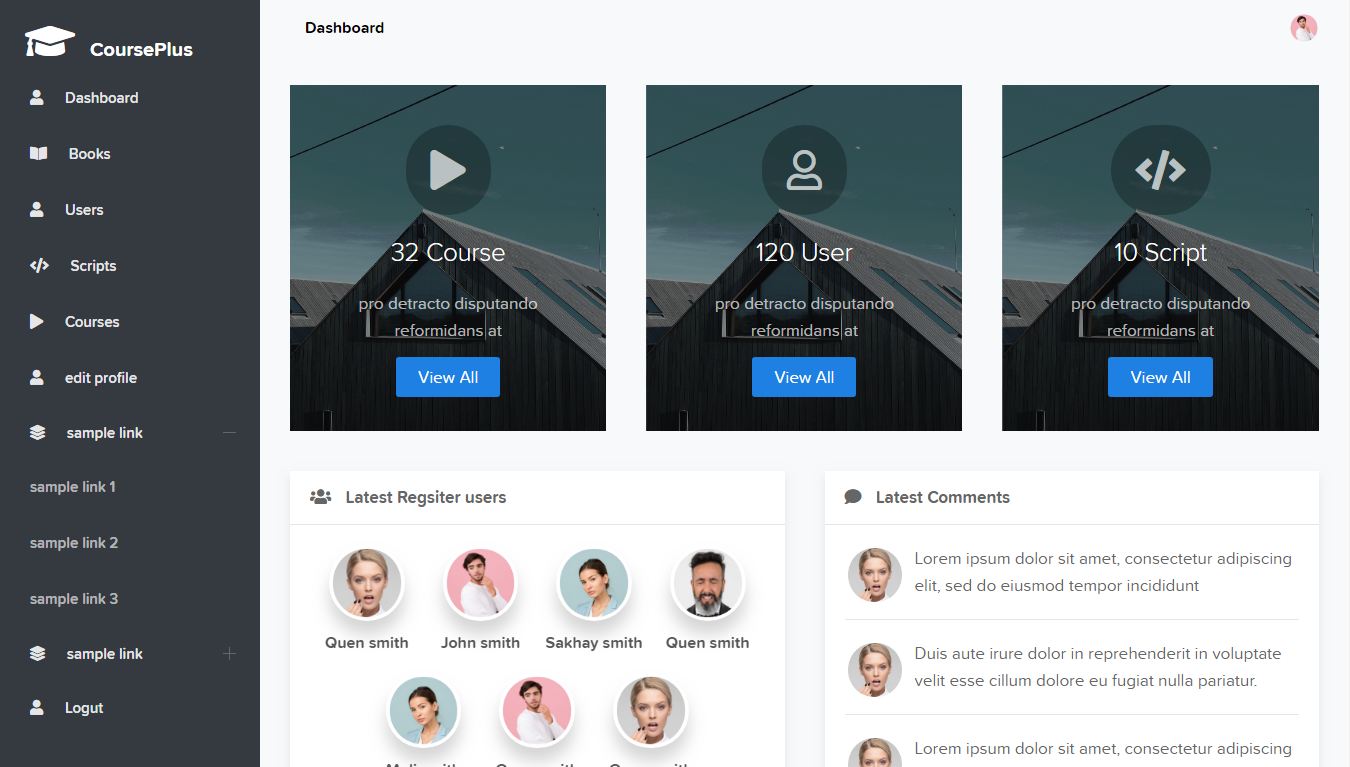 CoursePlus
Dashboard
Books
Users
Scripts
Courses
edit profile
sample link
sample link 1
sample link 2
sample link 3
sample link
Logut
Dashboard
32 Course
pro detracto disputando
reformidans at
View All
120 User
pro detracto disputando
reformidans at
View All
10 Script
pro detracto disputando
reformidans at
View All
Latest Regsiter users
Quen smith
John smith
Sakhay smith
Quen smith
Latest Comments
Lorem ipsum dolor sit amet, consectetur adipiscing
elit, sed do eiusmod tempor incididunt
Duis aute irure dolor in reprehenderit in voluptate
velit esse cillum dolore eu fugiat nulla pariatur.
Lorem ipsum dolor sit amet, consectetur adipiscing